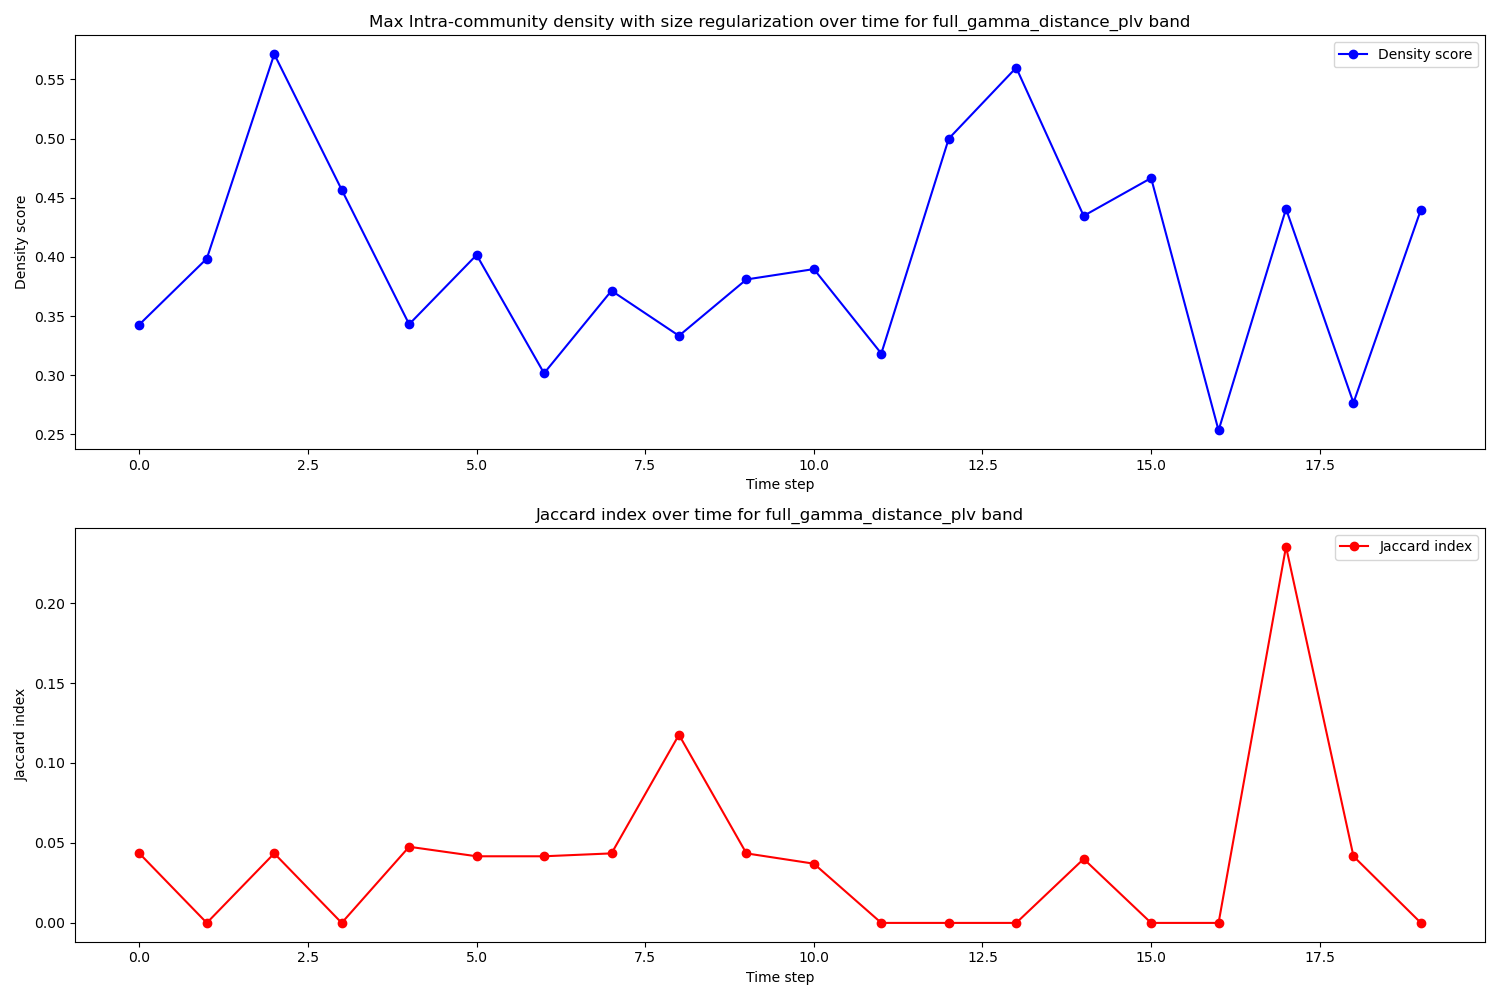 Max Intra-community density with size regularization over time for full_gamma_distance_plv band
Density score
0.55
0.50
0.45
0.40
0.35
0.30
0.25
Density score
0.0 2.5 5.0 7.5 10.0 12.5 15.0 17.5
Time step
Jaccard index over time for full_gamma_distance_plv band
Jaccard index
0.20
0.15
0.10
0.05
0.00
Jaccard index
0.0 2.5 5.0 7.5 10.0 12.5 15.0 17.5
Time step